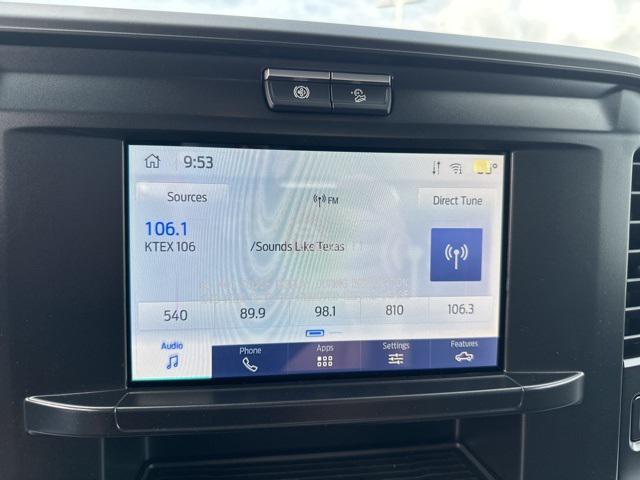 9:53
Sources
FM
Direct Tune
106.1
KTEX 106
/Sounds Like Texas
540 89.9 98.1 810 106.3
Audio Phone Apps Settings Features